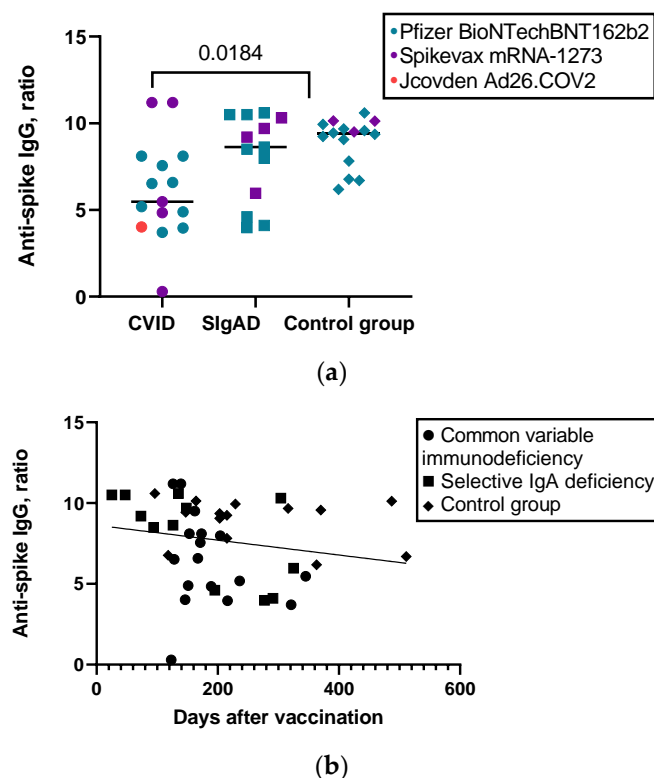 Pfizer BioNTechBNT162b2
Spikevax mRNA-1273
Jcovden Ad26.COV2
0.0184
Anti-spike IgG, ratio
15
10
5
0
CVID SIgAD Control group
(a)
Common variable
immunodeficiency
Selective IgA deficiency
Control group
Anti-spike IgG, ratio
15
10
5
0
0 200 400 600
Days after vaccination
(b)